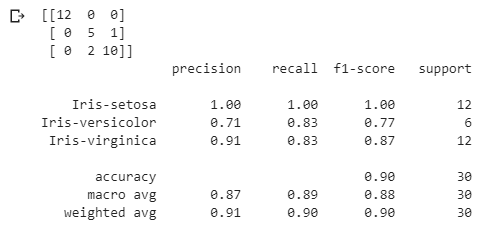 [[12 0 0]
[ 0 5 1]
[ 0 2 10]]
precision recall f1-score support
Iris-setosa 1.00 1.00 1.00 12
Iris-versicolor 0.71 0.83 0.77 6
Iris-virginica 0.91 0.83 0.87 12
accuracy 0.90 30
macro avg 0.87 0.89 0.88 30
weighted avg 0.91 0.90 0.90 30